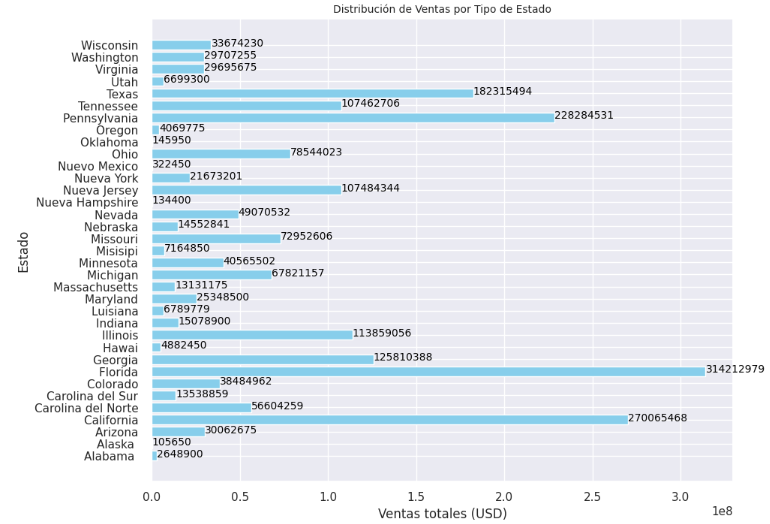 Distribución de Ventas por Tipo de Estado
Estado
Wisconsin 33674230
Washington 29707255
Virginia 29695675
Utah 6699300
Texas 182315494
Tennessee 107462706
Pennsylvania 228284531
Oregon 4069775
Oklahoma 145950
Ohio 78544023
Nuevo Mexico 322450
Nueva York 21673201
Nueva Jersey 107484344
Nueva Hampshire 134400
Nevada 49070532
Nebraska 14552841
Missouri 72952606
Misisipi 7164850
Minnesota 40565502
Michigan 67821157
Massachusetts 13131175
Maryland 25348500
Luisiana 6789779
Indiana 15078900
Illinois 113859056
Hawai 4882450
Georgia 125810388
Florida 314212979
Colorado 38484962
Carolina del Sur 13538859
Carolina del Norte 56604259
California 270065468
Arizona 30062675
Alaska 105650
Alabama 2648900
0.0 0.5 1.0 1.5 2.0 2.5 3.0
1e8
Ventas totales (USD)